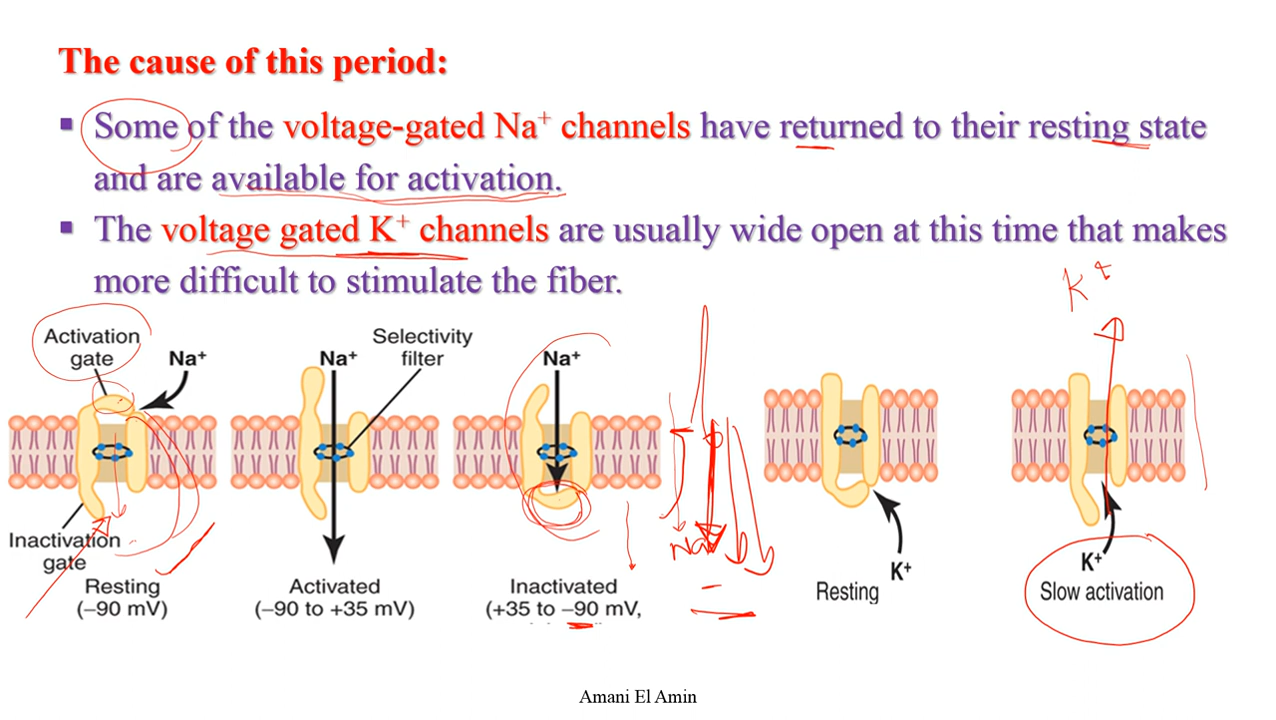 The cause of this period:
▪ Some of the voltage-gated Na⁺ channels have returned to their resting state
and are available for activation.
▪ The voltage gated K⁺ channels are usually wide open at this time that makes
more difficult to stimulate the fiber.
K⁺
Activation
gate
Na⁺
Inactivation
gate
Resting
(−90 mV)
Na⁺
Selectivity
filter
Activated
(−90 to +35 mV)
Na⁺
Inactivated
(+35 to −90 mV,
Na
K⁺
Resting
K⁺
Slow activation
Amani El Amin